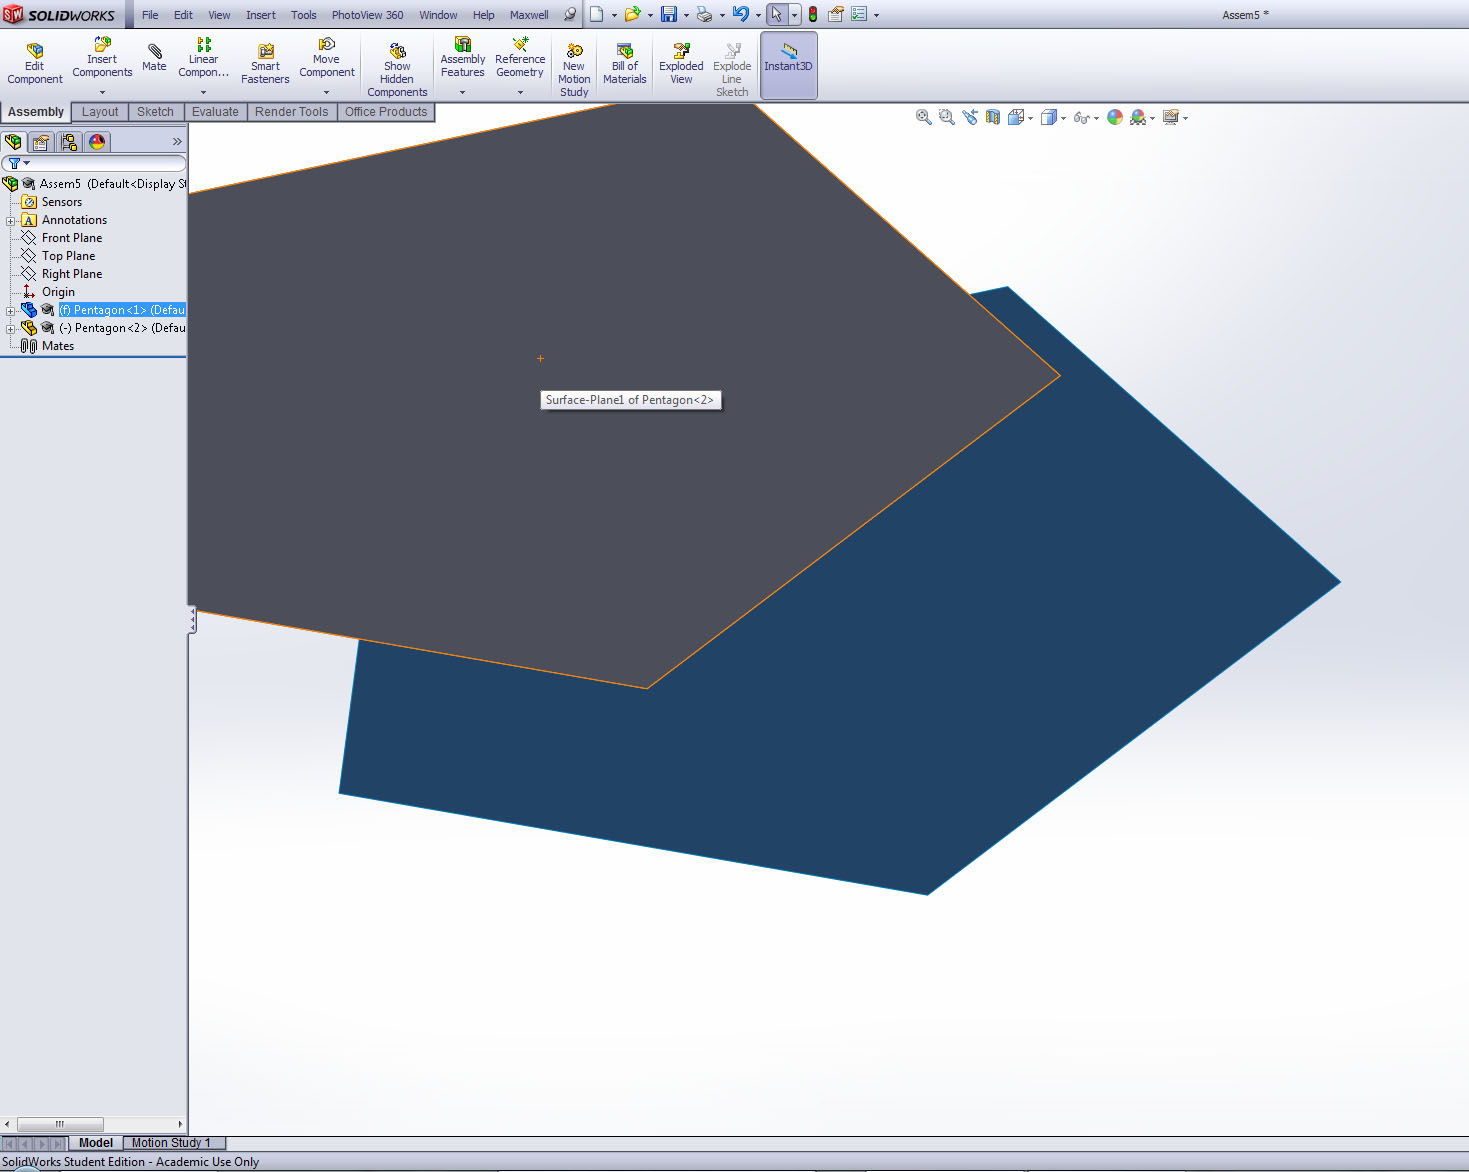 SW SOLIDWORKS File Edit View Insert Tools PhotoView 360 Window Help Maxwell Assem5 *
Edit Component
Insert Components
Mate
Linear Compon...
Smart Fasteners
Move Component
Show Hidden Components
Assembly Features
Reference Geometry
New Motion Study
Bill of Materials
Exploded View
Explode Line Sketch
Instant3D
Assembly Layout Sketch Evaluate Render Tools Office Products
Assem5 (Default<Display St
Sensors
A Annotations
Front Plane
Top Plane
Right Plane
Origin
(f) Pentagon<1> (Defau
(-) Pentagon<2> (Defau
Mates
Surface-Plane1 of Pentagon<2>
Model Motion Study 1
SolidWorks Student Edition - Academic Use Only